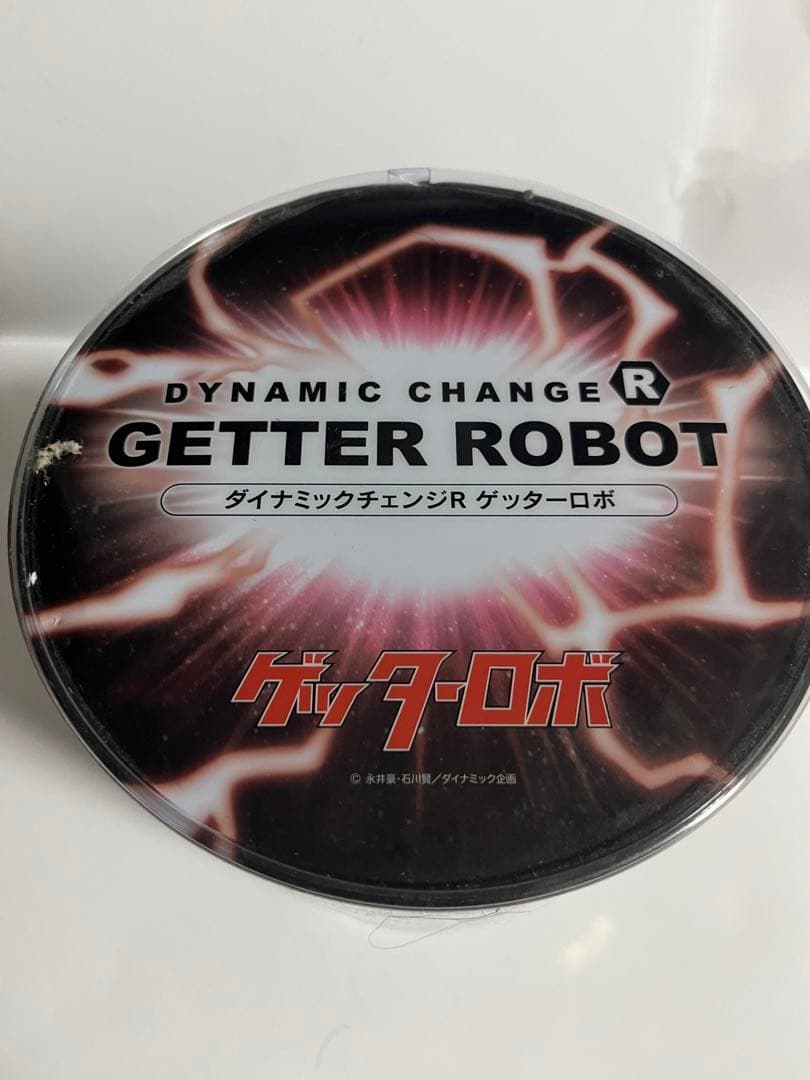 DYNAMIC CHANGE R
GETTER ROBOT
ダイナミックチェンジR ゲッターロボ
ゲッターロボ
© 永井豪・石川賢／ダイナミック企画